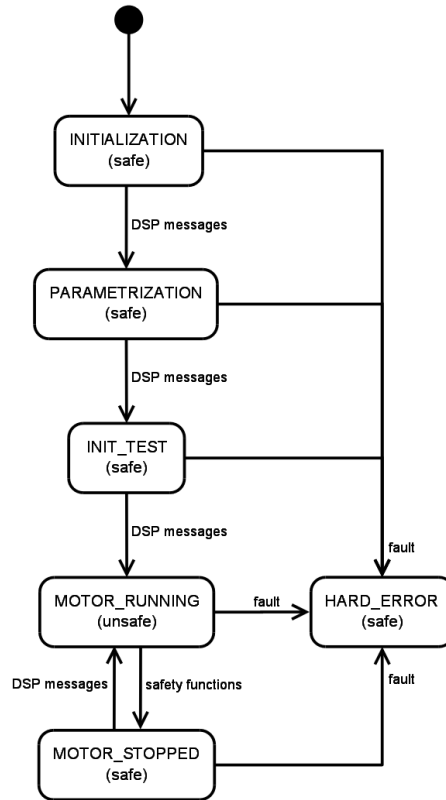 INITIALIZATION
(safe)
DSP messages
PARAMETRIZATION
(safe)
DSP messages
INIT_TEST
(safe)
DSP messages
fault
MOTOR_RUNNING
(unsafe)
fault
HARD_ERROR
(safe)
DSP messages
safety functions
fault
MOTOR_STOPPED
(safe)